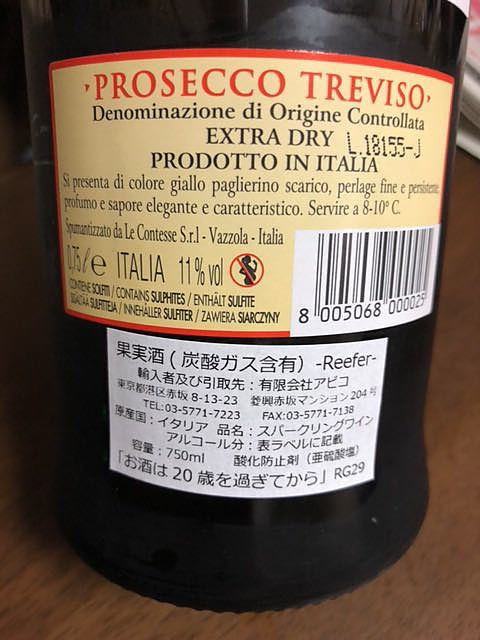 PROSECCO TREVISO
Denominazione di Origine Controllata
EXTRA DRY L.18155-J
PRODOTTO IN ITALIA
Si presenta di colore giallo paglierino scarico, perlage fine e persistente,
profumo e sapore elegante e caratteristico. Servire a 8-10° C.
Spumantizzato da Le Contesse S.r.l - Vazzola - Italia
0,75 ℓ e ITALIA 11% vol
CONTIENE SOLFITI / CONTAINS SULPHITES / ENTHÄLT SULFITE
SISÄLTÄÄ SULFIITTEJA / INNEHÅLLER SULFITER / ZAWIERA SIARCZYNY
8 005068 000025
果実酒(炭酸ガス含有) -Reefer-
輸入者及び引取先:有限会社アピコ
東京都港区赤坂 8-13-23 菱興赤坂マンション 204 号
TEL:03-5771-7223 FAX:03-5771-7138
原産国:イタリア 品名:スパークリングワイン
アルコール分:表ラベルに記載
容量:750ml 酸化防止剤(亜硫酸塩)
「お酒は 20 歳を過ぎてから」RG29